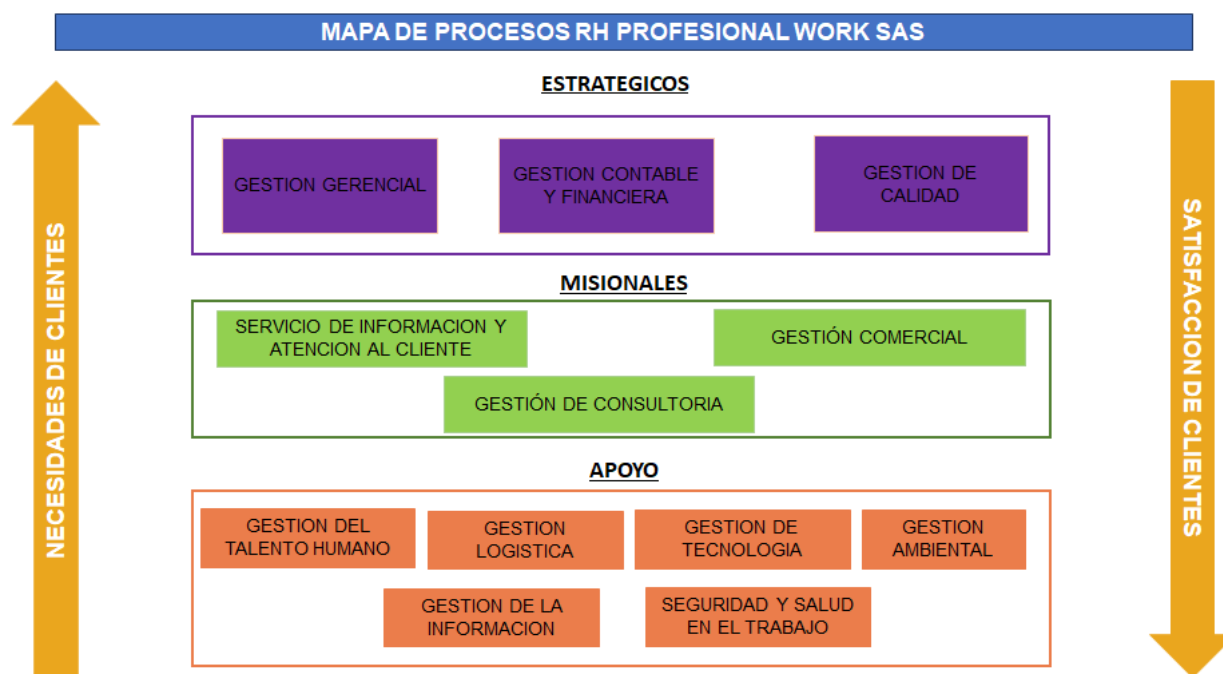 MAPA DE PROCESOS RH PROFESIONAL WORK SAS
NECESIDADES DE CLIENTES
ESTRATEGICOS
GESTION GERENCIAL
GESTION CONTABLE
Y FINANCIERA
GESTION DE
CALIDAD
MISIONALES
SERVICIO DE INFORMACION Y
ATENCION AL CLIENTE
GESTIÓN COMERCIAL
GESTIÓN DE CONSULTORIA
APOYO
GESTION DEL
TALENTO HUMANO
GESTION
LOGISTICA
GESTION DE
TECNOLOGIA
GESTION
AMBIENTAL
GESTION DE LA
INFORMACION
SEGURIDAD Y SALUD
EN EL TRABAJO
SATISFACCION DE CLIENTES